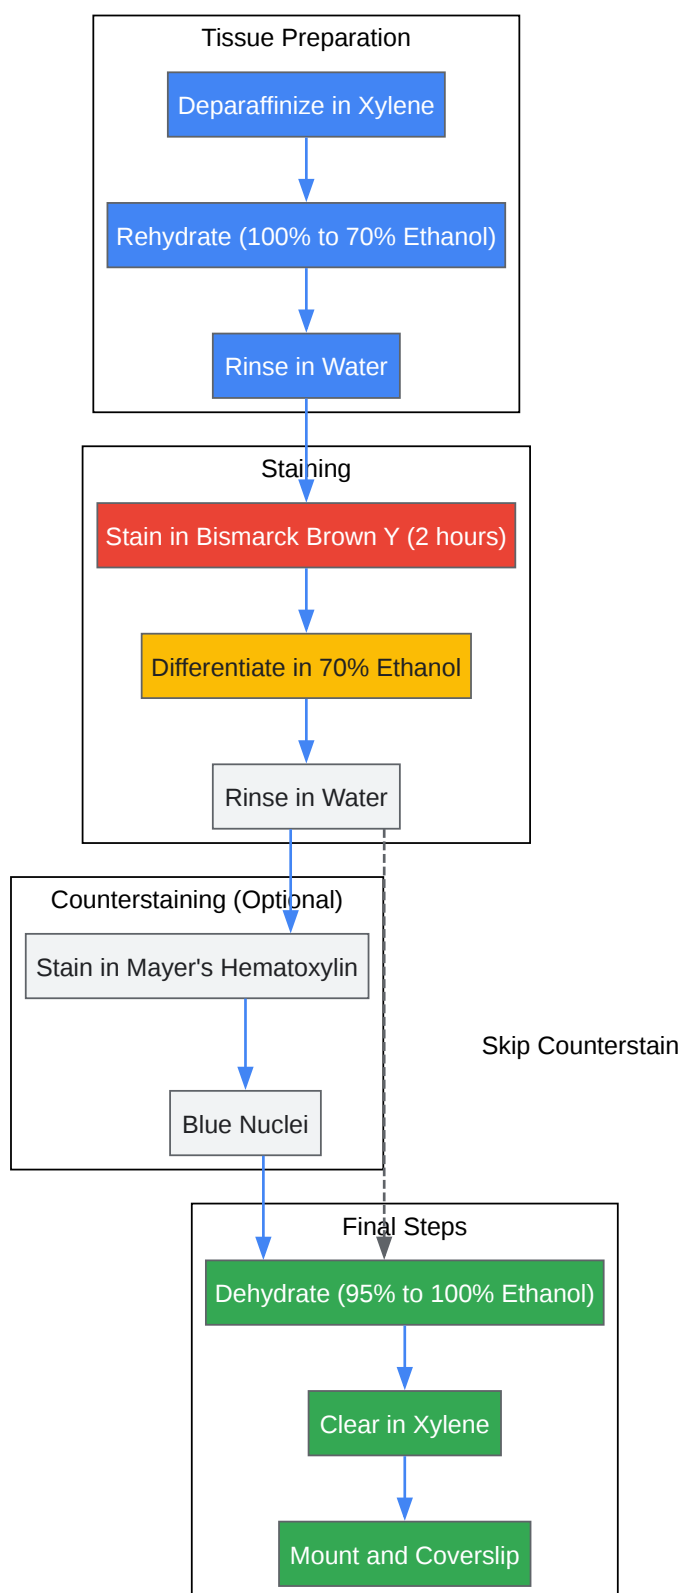 Tissue Preparation
Deparaffinize in Xylene
Rehydrate (100% to 70% Ethanol)
Rinse in Water
Staining
Stain in Bismarck Brown Y (2 hours)
Differentiate in 70% Ethanol
Rinse in Water
Counterstaining (Optional)
Stain in Mayer's Hematoxylin
Skip Counterstain
Blue Nuclei
Final Steps
Dehydrate (95% to 100% Ethanol)
Clear in Xylene
Mount and Coverslip